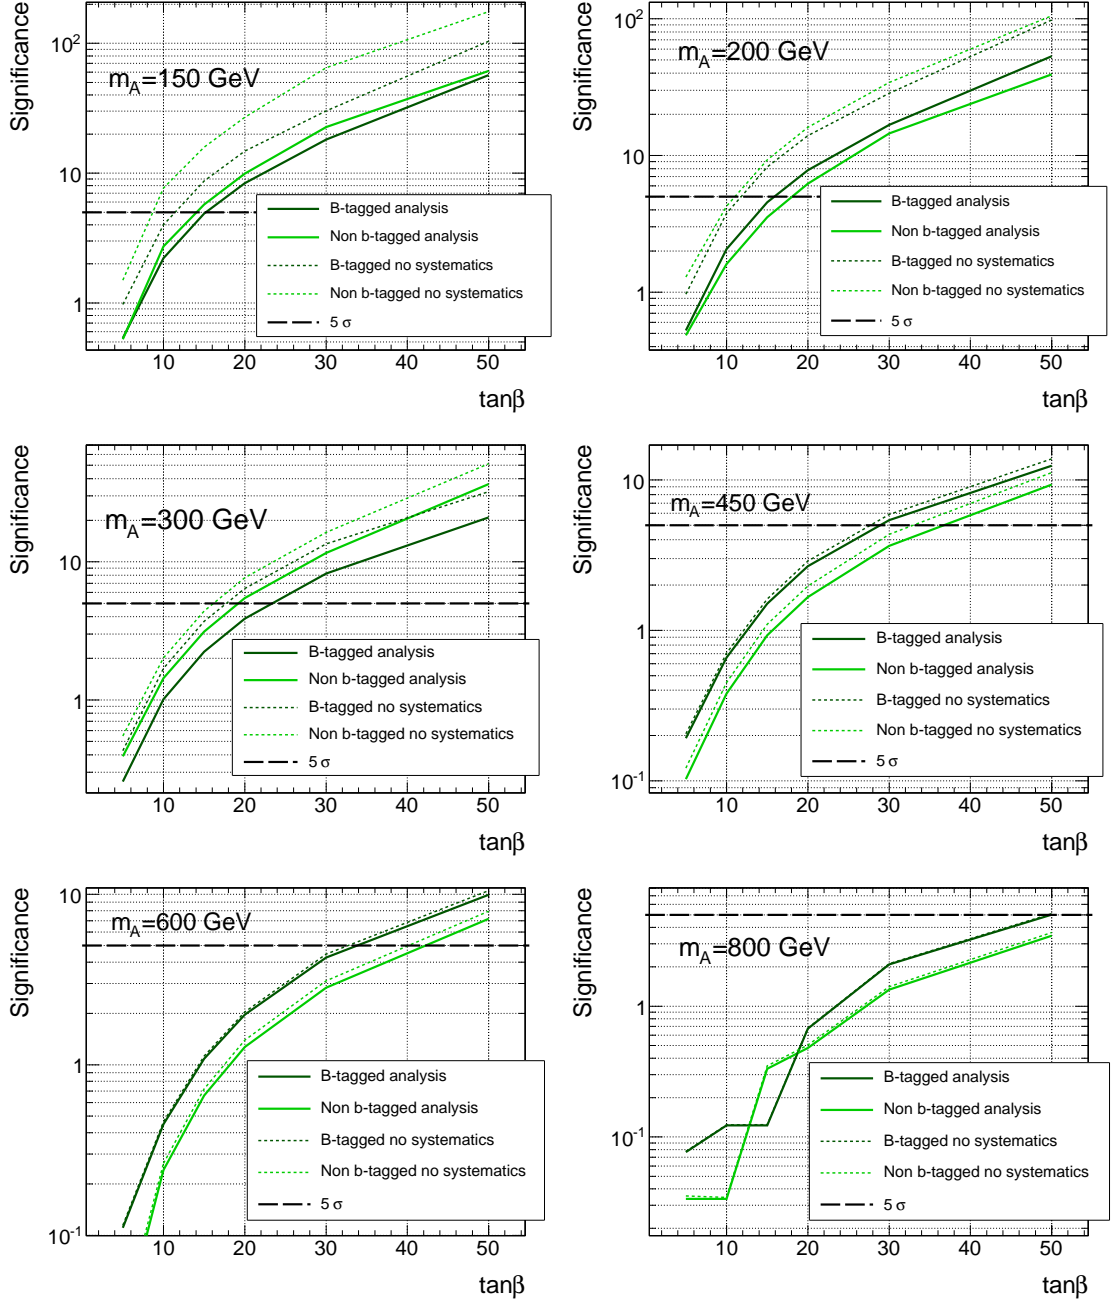 Significance
10²
10
1
m_A=150 GeV
B-tagged analysis
Non b-tagged analysis
B-tagged no systematics
Non b-tagged no systematics
5 σ
10 20 30 40 50
tanβ
Significance
10²
10
1
m_A=200 GeV
B-tagged analysis
Non b-tagged analysis
B-tagged no systematics
Non b-tagged no systematics
5 σ
10 20 30 40 50
tanβ
Significance
10
1
m_A=300 GeV
B-tagged analysis
Non b-tagged analysis
B-tagged no systematics
Non b-tagged no systematics
5 σ
10 20 30 40 50
tanβ
Significance
10
1
10⁻¹
m_A=450 GeV
B-tagged analysis
Non b-tagged analysis
B-tagged no systematics
Non b-tagged no systematics
5 σ
10 20 30 40 50
tanβ
Significance
10
1
10⁻¹
m_A=600 GeV
B-tagged analysis
Non b-tagged analysis
B-tagged no systematics
Non b-tagged no systematics
5 σ
10 20 30 40 50
tanβ
Significance
1
10⁻¹
m_A=800 GeV
B-tagged analysis
Non b-tagged analysis
B-tagged no systematics
Non b-tagged no systematics
5 σ
10 20 30 40 50
tanβ